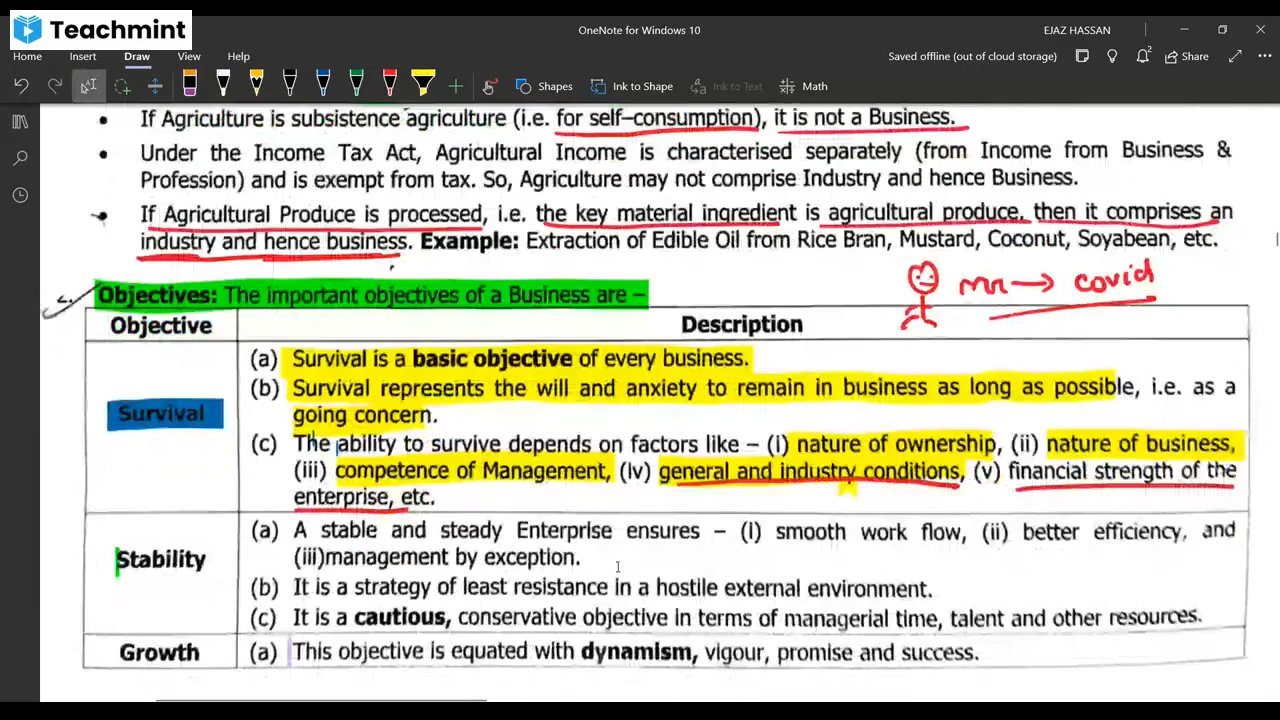 Teachmint
OneNote for Windows 10
EJAZ HASSAN
Home Insert Draw View Help
Saved offline (out of cloud storage)
Share
Shapes
Ink to Shape
Ink to Text
Math
If Agriculture is subsistence agriculture (i.e. for self–consumption), it is not a Business.
Under the Income Tax Act, Agricultural Income is characterised separately (from Income from Business &
Profession) and is exempt from tax. So, Agriculture may not comprise Industry and hence Business.
If Agricultural Produce is processed, i.e. the key material ingredient is agricultural produce, then it comprises an
industry and hence business. Example: Extraction of Edible Oil from Rice Bran, Mustard, Coconut, Soyabean, etc.
covid
Objectives: The important objectives of a Business are –
Objective Description
Survival
(a) Survival is a basic objective of every business.
(b) Survival represents the will and anxiety to remain in business as long as possible, i.e. as a
going concern.
(c) The ability to survive depends on factors like – (i) nature of ownership, (ii) nature of business,
(iii) competence of Management, (iv) general and industry conditions, (v) financial strength of the
enterprise, etc.
Stability
(a) A stable and steady Enterprise ensures – (i) smooth work flow, (ii) better efficiency, and
(iii)management by exception.
(b) It is a strategy of least resistance in a hostile external environment.
(c) It is a cautious, conservative objective in terms of managerial time, talent and other resources.
Growth
(a) This objective is equated with dynamism, vigour, promise and success.